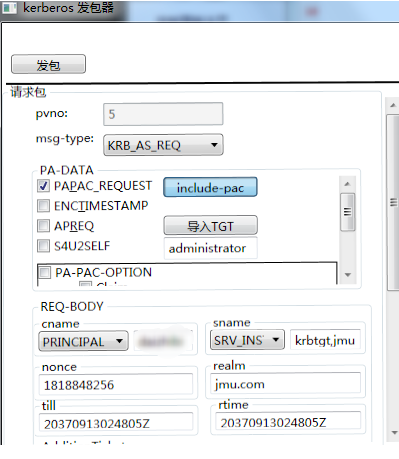 kerberos 发包器
发包
请求包
pvno: 5
msg-type: KRB_AS_REQ
PA-DATA
PAPAC_REQUEST include-pac
ENCTIMESTAMP
APREQ 导入TGT
S4U2SELF administrator
PA-PAC-OPTION
REQ-BODY
cname sname
PRINCIPAL SRV_INS krbtgt,jmu
nonce realm
1818848256 jmu.com
till rtime
20370913024805Z 20370913024805Z